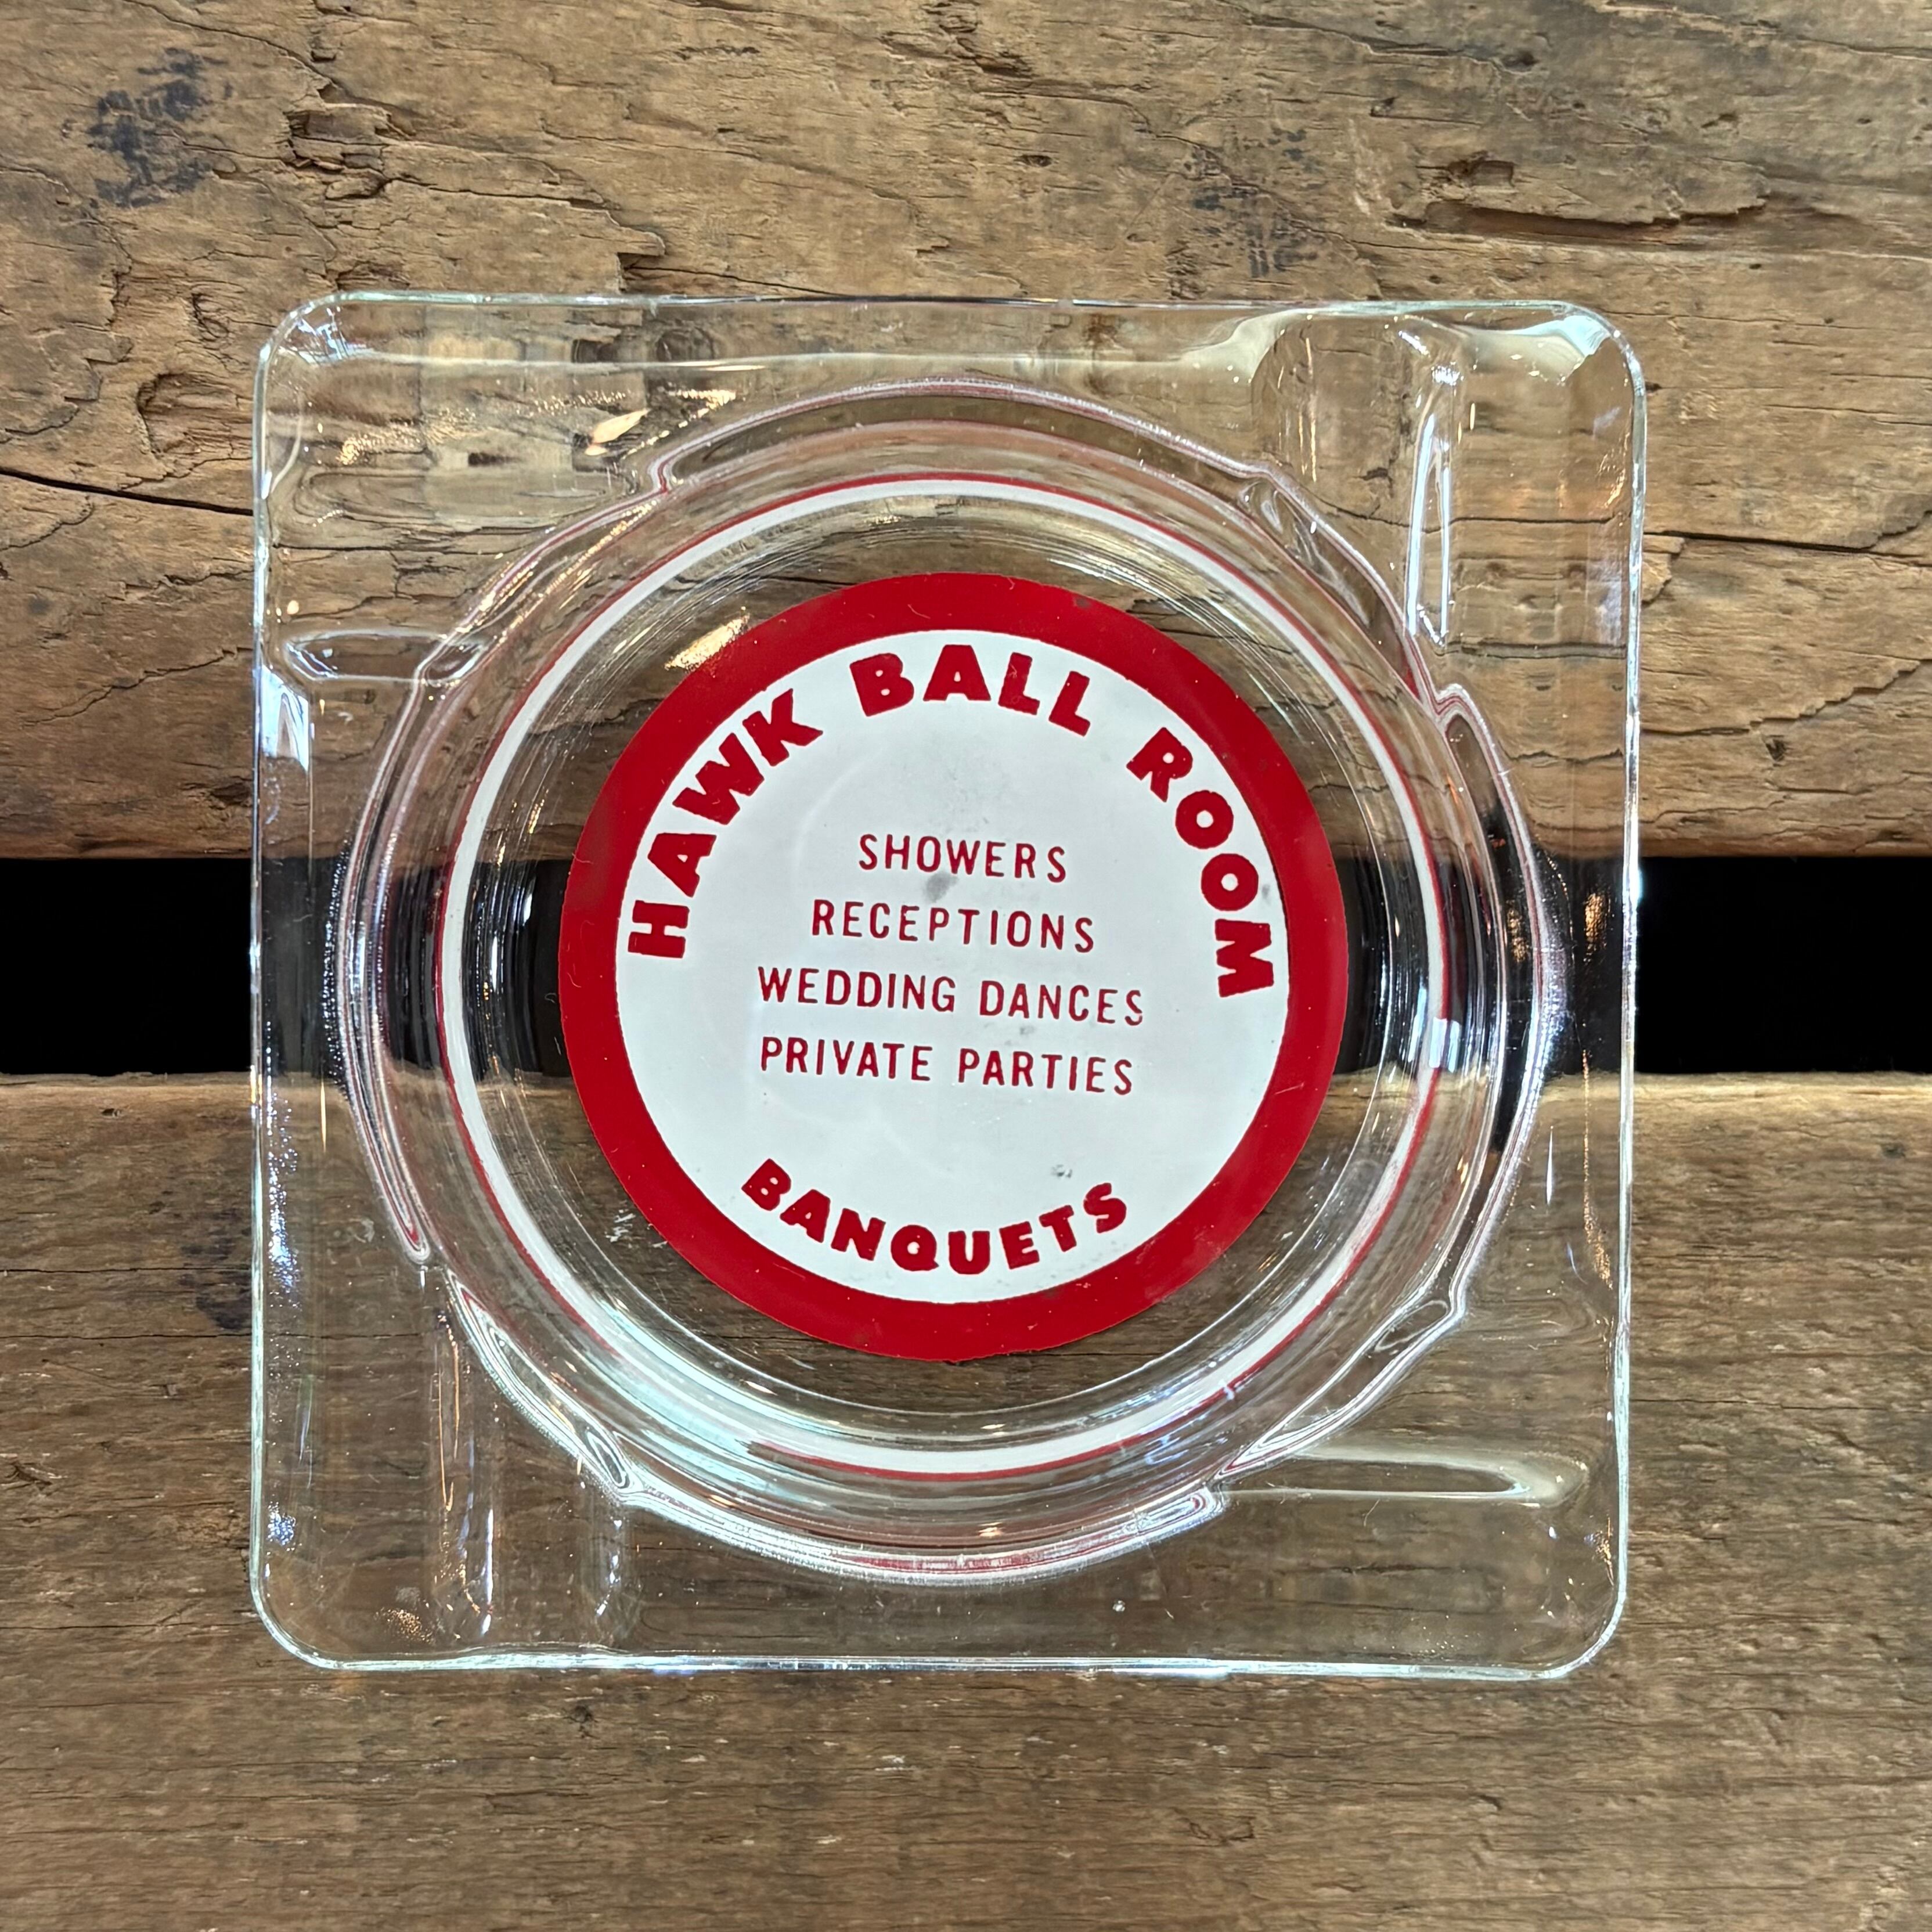 HAWK BALL ROOM
SHOWERS
RECEPTIONS
WEDDING DANCES
PRIVATE PARTIES
BANQUETS